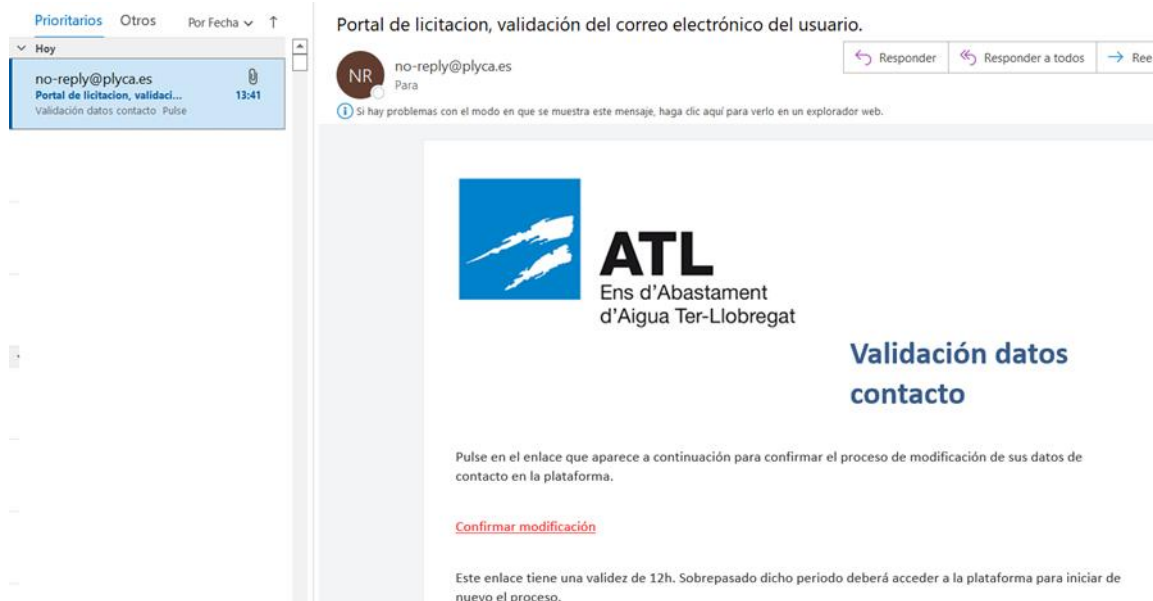 Prioritarios Otros Por Fecha
Hoy
no-reply@plyca.es
Portal de licitacion, validaci... 13:41
Validación datos contacto Pulse
Portal de licitacion, validación del correo electrónico del usuario.
NR
no-reply@plyca.es
Para
Responder Responder a todos Ree
Si hay problemas con el modo en que se muestra este mensaje, haga clic aquí para verlo en un explorador web.
ATL
Ens d'Abastament
d'Aigua Ter-Llobregat
Validación datos
contacto
Pulse en el enlace que aparece a continuación para confirmar el proceso de modificación de sus datos de
contacto en la plataforma.
Confirmar modificación
Este enlace tiene una validez de 12h. Sobrepasado dicho periodo deberá acceder a la plataforma para iniciar de
nuevo el proceso.